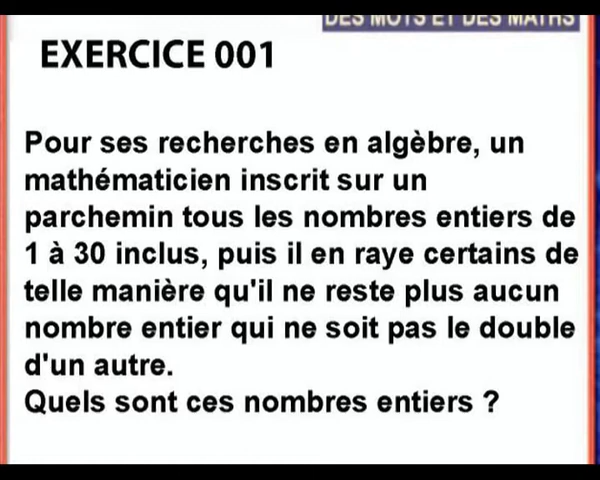 DES MOTS ET DES MATHS
EXERCICE 001
Pour ses recherches en algèbre, un
mathématicien inscrit sur un
parchemin tous les nombres entiers de
1 à 30 inclus, puis il en raye certains de
telle manière qu'il ne reste plus aucun
nombre entier qui ne soit pas le double
d'un autre.
Quels sont ces nombres entiers ?